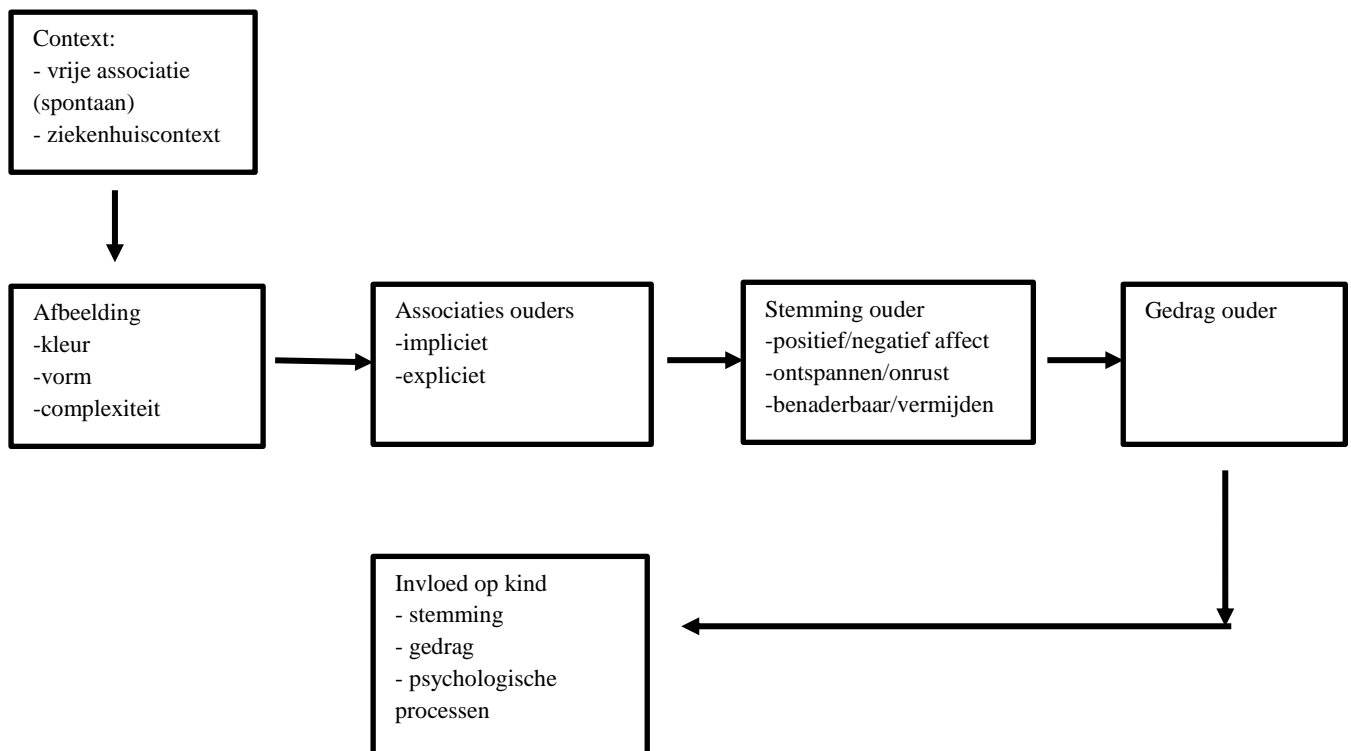 Context:
- vrije associatie
(spontaan)
- ziekenhuiscontext
Afbeelding
-kleur
-vorm
-complexiteit
Associaties ouders
-impliciet
-expliciet
Stemming ouder
-positief/negatief affect
-ontspannen/onrust
-benaderbaar/vermijden
Gedrag ouder
Invloed op kind
- stemming
- gedrag
- psychologische
processen